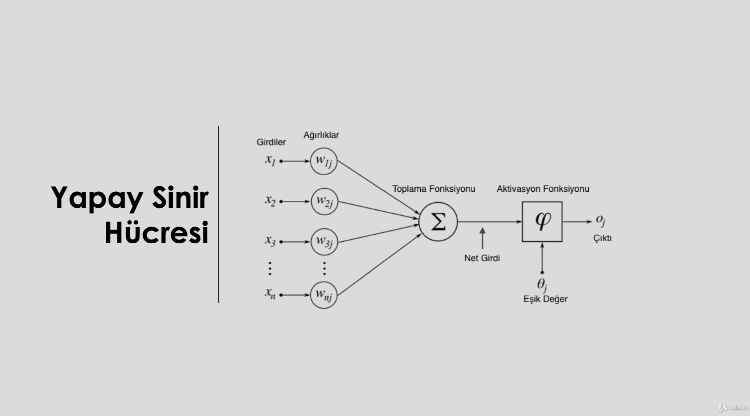 Yapay Sinir
Hücresi
Girdiler
Ağırlıklar
x1
w1j
x2
w2j
x3
w3j
xn
wnj
Toplama Fonksiyonu
Σ
Net Girdi
Aktivasyon Fonksiyonu
φ
oj
Çıktı
θj
Eşik Değer